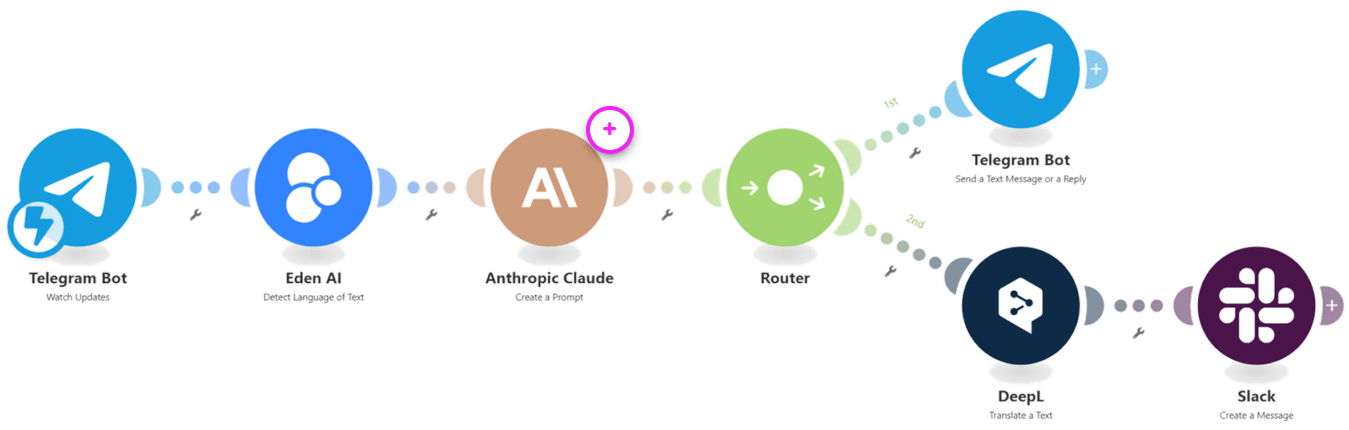 1st
Telegram Bot
Send a Text Message or a Reply
Telegram Bot
Watch Updates
Eden AI
Detect Language of Text
AI
Anthropic Claude
Create a Prompt
Router
2nd
DeepL
Translate a Text
Slack
Create a Message